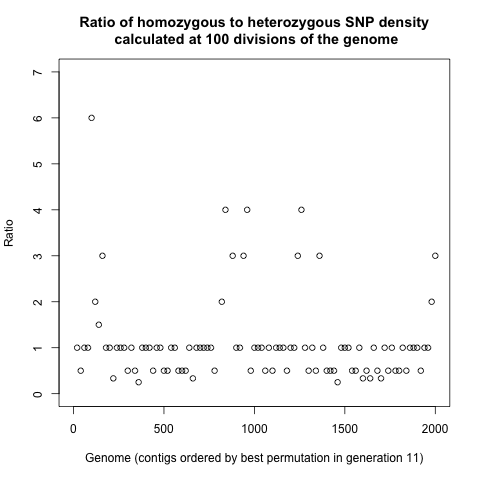 Ratio of homozygous to heterozygous SNP density
calculated at 100 divisions of the genome
7
6
5
4
3
2
1
0
Ratio
0 500 1000 1500 2000
Genome (contigs ordered by best permutation in generation 11)